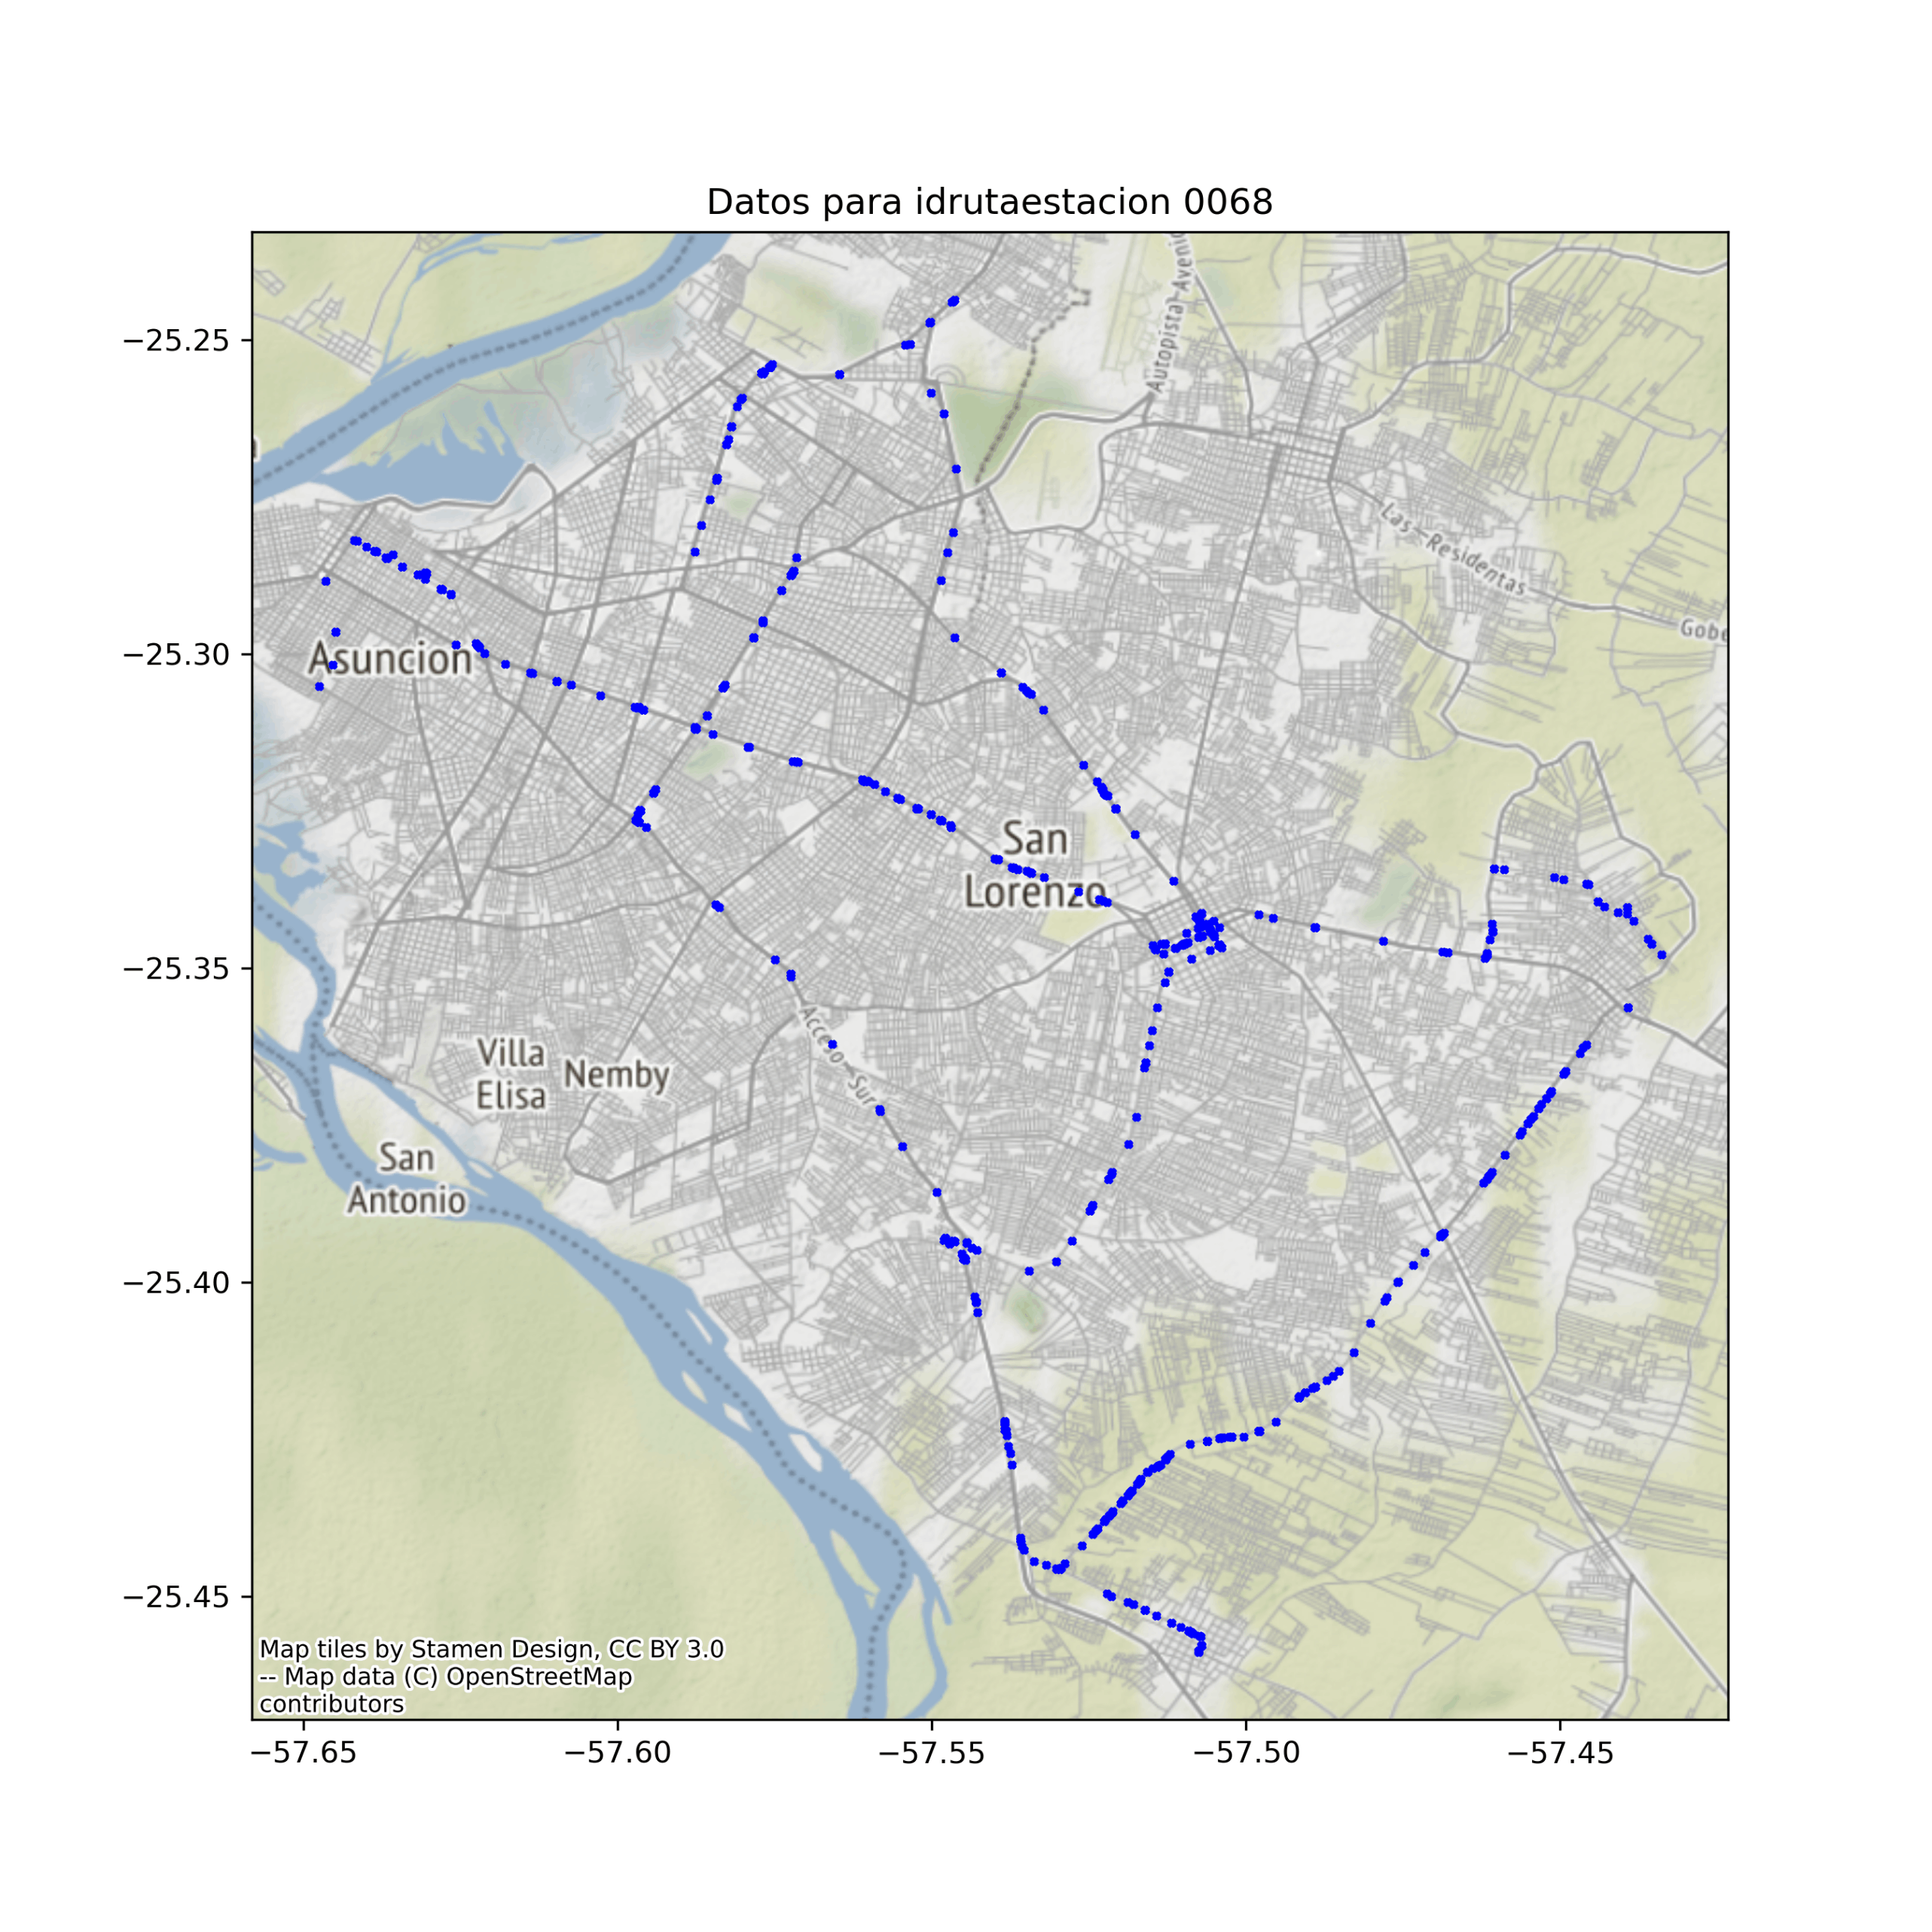 Datos para idrutaestacion 0068
−25.25
−25.30
−25.35
−25.40
−25.45
Autopista Aveni
Las Residentas
Gobe
Asuncion
San
Lorenzo
Acceso Sur
Villa
Elisa
Nemby
San
Antonio
Map tiles by Stamen Design, CC BY 3.0
-- Map data (C) OpenStreetMap
contributors
−57.65
−57.60
−57.55
−57.50
−57.45